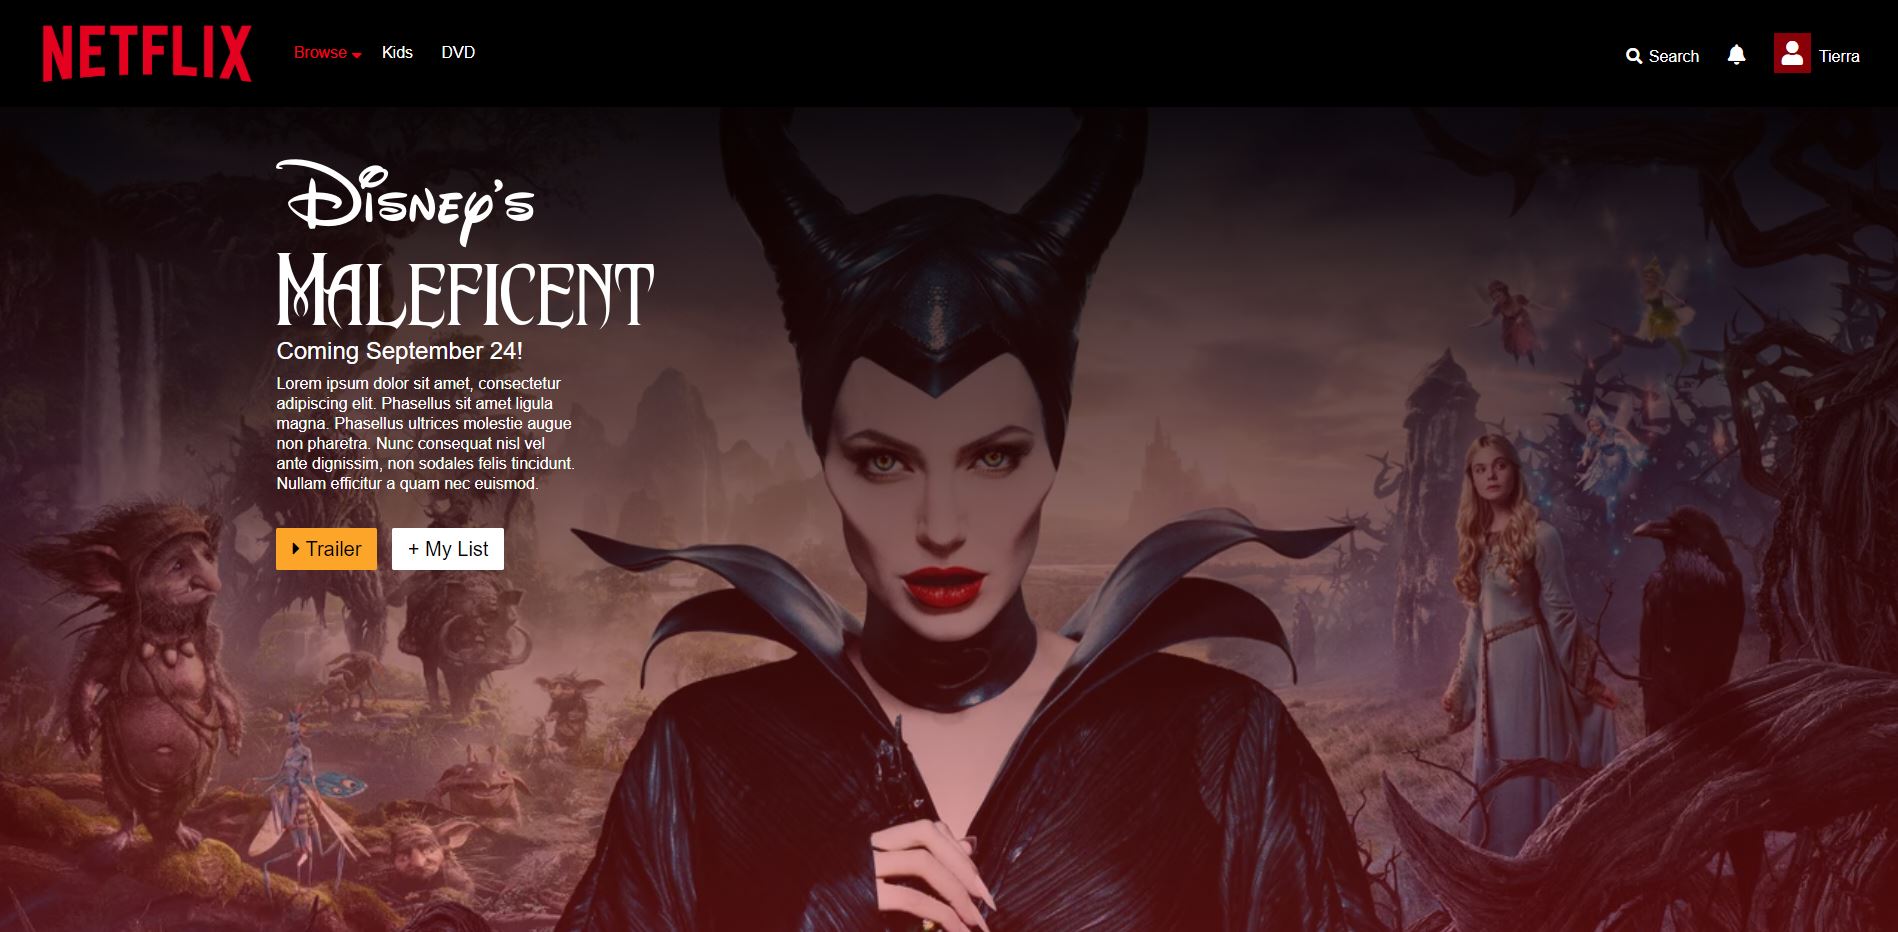 NETFLIX
Browse Kids DVD
Search Tierra
Disney's
Maleficent
Coming September 24!
Lorem ipsum dolor sit amet, consectetur
adipiscing elit. Phasellus sit amet ligula
magna. Phasellus ultrices molestie augue
non pharetra. Nunc consequat nisl vel
ante dignissim, non sodales felis tincidunt.
Nullam efficitur a quam nec euismod.
Trailer + My List